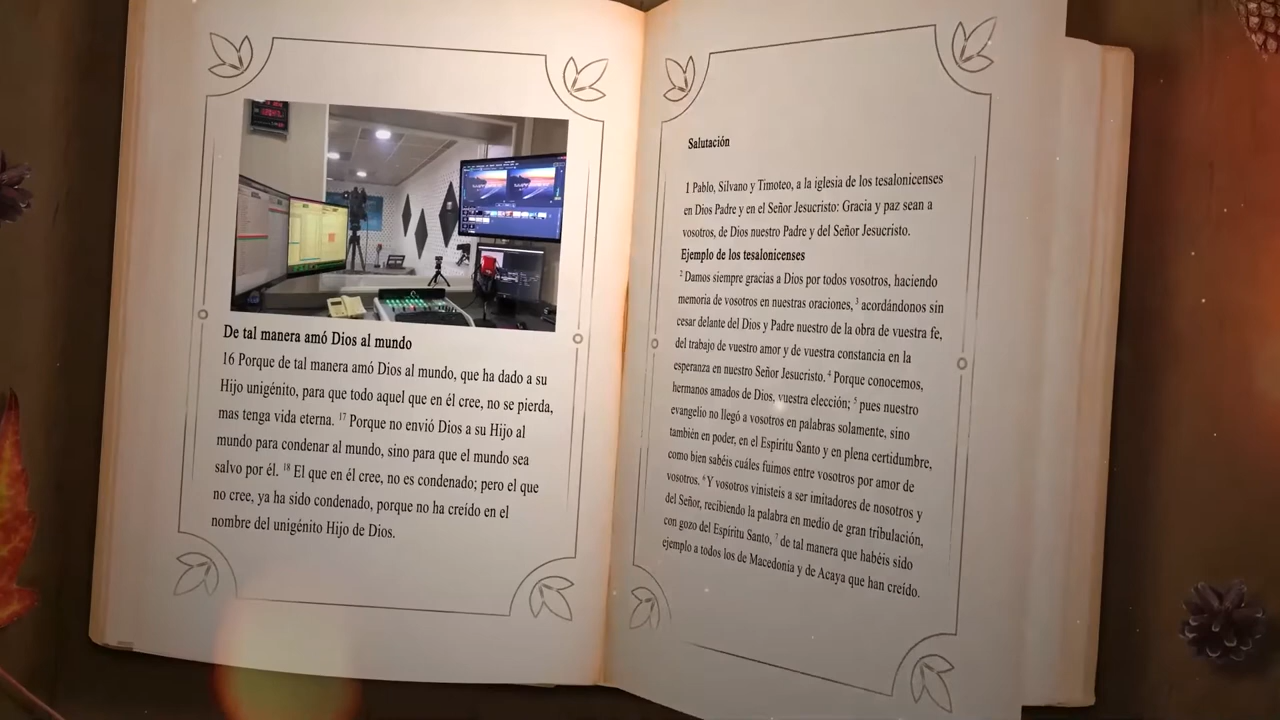 De tal manera amó Dios al mundo
16 Porque de tal manera amó Dios al mundo, que ha dado a su
Hijo unigénito, para que todo aquel que en él cree, no se pierda,
mas tenga vida eterna. 17 Porque no envió Dios a su Hijo al
mundo para condenar al mundo, sino para que el mundo sea
salvo por él. 18 El que en él cree, no es condenado; pero el que
no cree, ya ha sido condenado, porque no ha creído en el
nombre del unigénito Hijo de Dios.
Salutación
1 Pablo, Silvano y Timoteo, a la iglesia de los tesalonicenses
en Dios Padre y en el Señor Jesucristo: Gracia y paz sean a
vosotros, de Dios nuestro Padre y del Señor Jesucristo.
Ejemplo de los tesalonicenses
2 Damos siempre gracias a Dios por todos vosotros, haciendo
memoria de vosotros en nuestras oraciones, 3 acordándonos sin
cesar delante del Dios y Padre nuestro de la obra de vuestra fe,
del trabajo de vuestro amor y de vuestra constancia en la
esperanza en nuestro Señor Jesucristo. 4 Porque conocemos,
hermanos amados de Dios, vuestra elección; 5 pues nuestro
evangelio no llegó a vosotros en palabras solamente, sino
también en poder, en el Espíritu Santo y en plena certidumbre,
como bien sabéis cuáles fuimos entre vosotros por amor de
vosotros. 6 Y vosotros vinisteis a ser imitadores de nosotros y
del Señor, recibiendo la palabra en medio de gran tribulación,
con gozo del Espíritu Santo, 7 de tal manera que habéis sido
ejemplo a todos los de Macedonia y de Acaya que han creído.